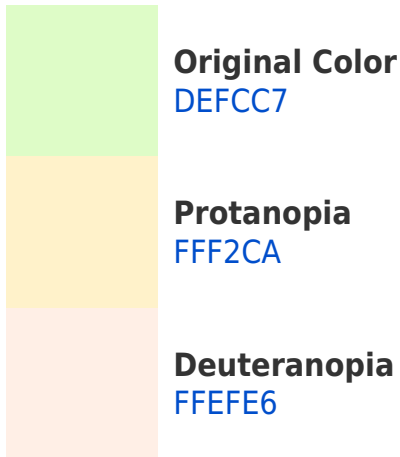 Original Color
DEFCC7
Protanopia
FFF2CA
Deuteranopia
FFEFE6